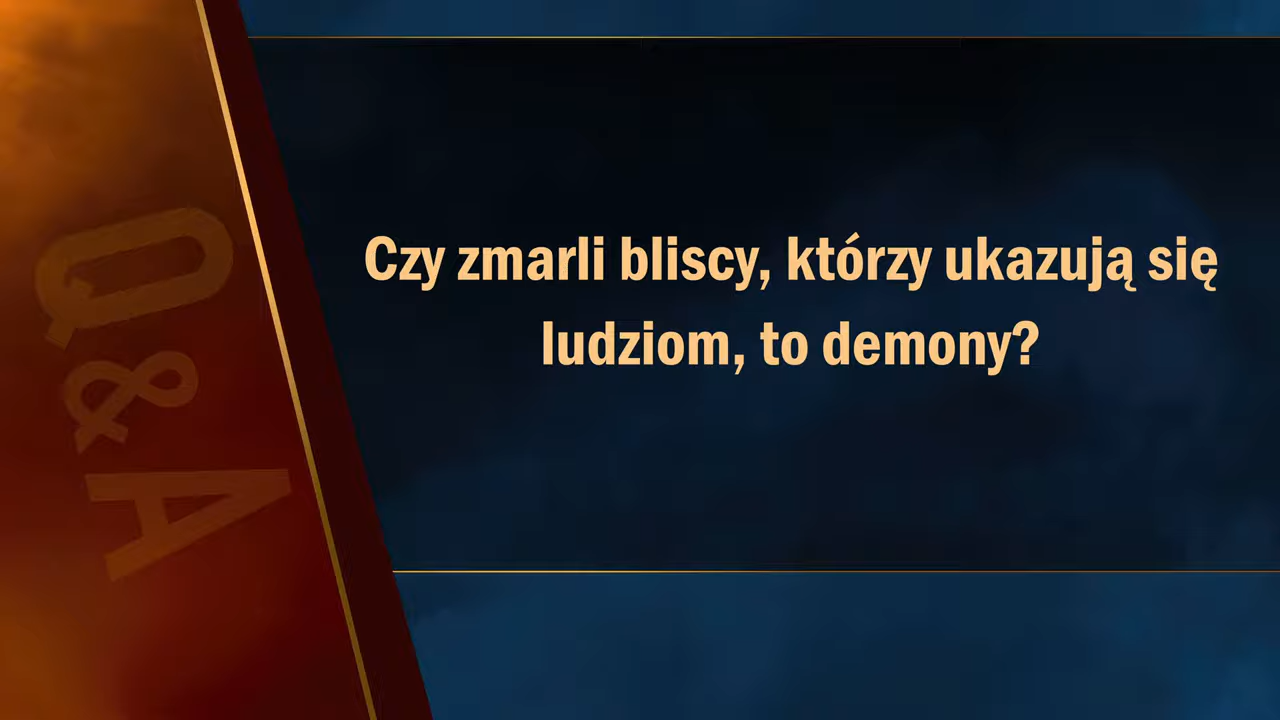 Q & A
Czy zmarli bliscy, którzy ukazują się
ludziom, to demony?